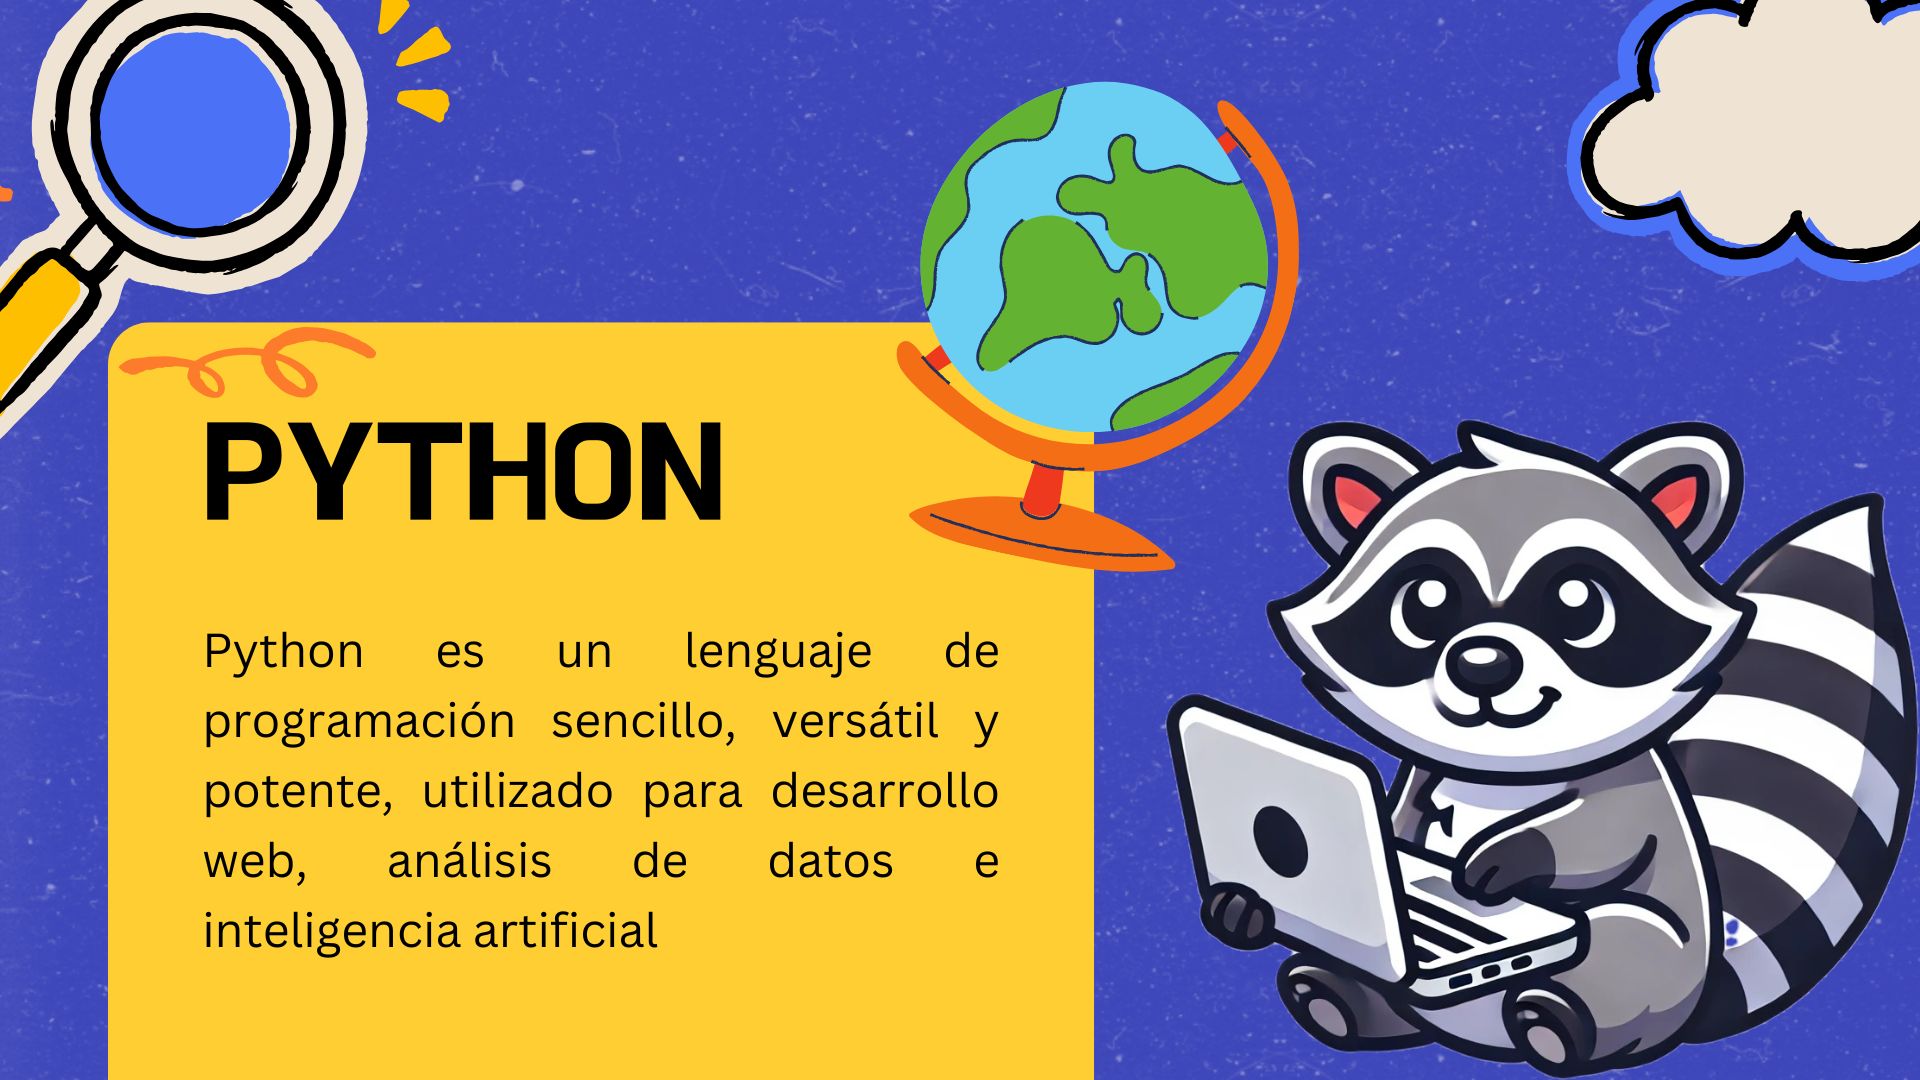 PYTHON
Python es un lenguaje de
programación sencillo, versátil y
potente, utilizado para desarrollo
web, análisis de datos e
inteligencia artificial